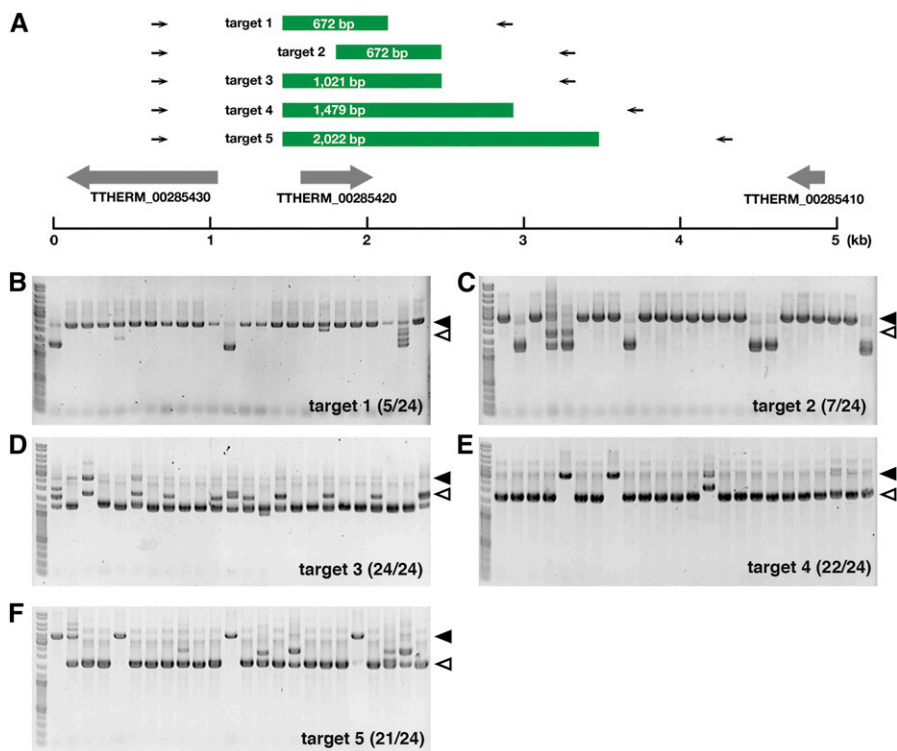 A
target 1 672 bp
target 2 672 bp
target 3 1,021 bp
target 4 1,479 bp
target 5 2,022 bp
TTHERM_00285430 TTHERM_00285420 TTHERM_00285410
0 1 2 3 4 5 (kb)
B
target 1 (5/24)
C
target 2 (7/24)
D
target 3 (24/24)
E
target 4 (22/24)
F
target 5 (21/24)